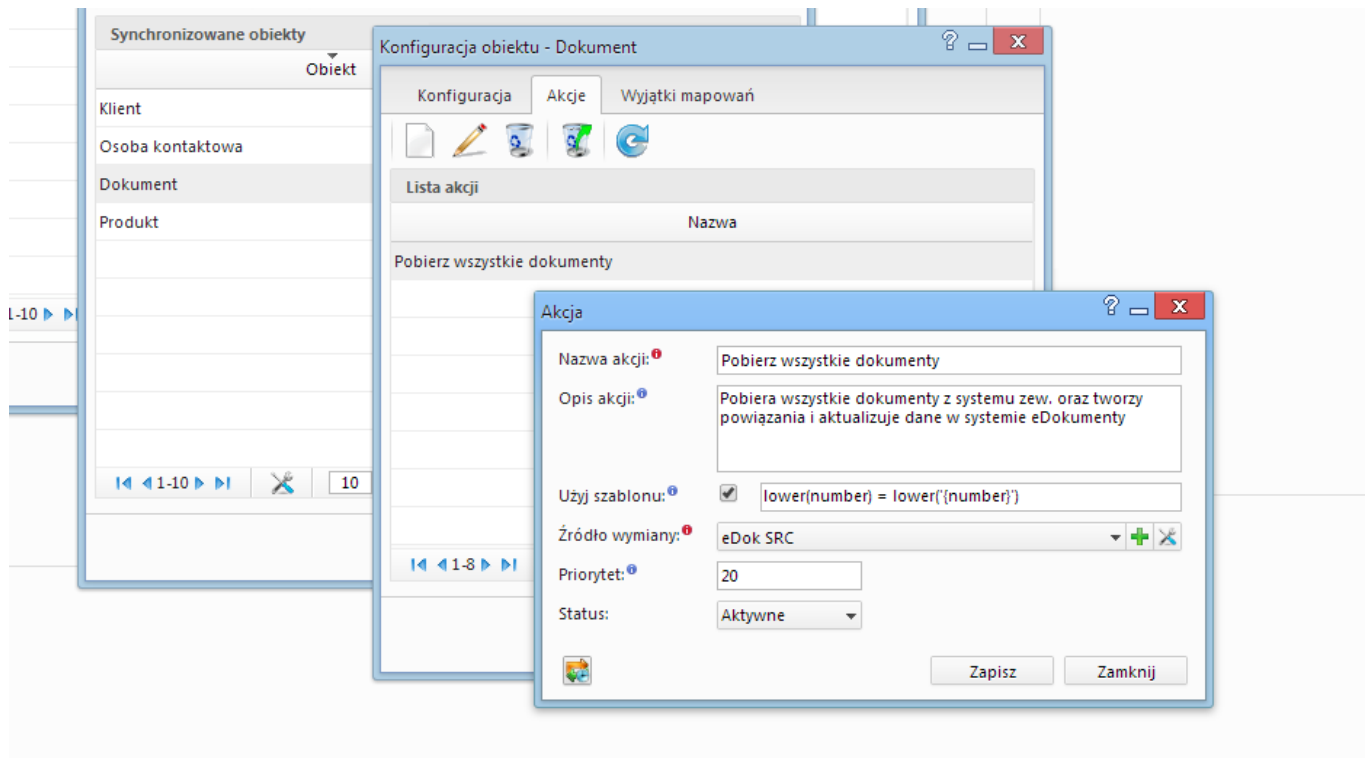 Synchronizowane obiekty
Obiekt
Klient
Osoba kontaktowa
Dokument
Produkt
1-10
1-10
10
Konfiguracja obiektu - Dokument
Konfiguracja Akcje Wyjątki mapowań
Lista akcji
Nazwa
Pobierz wszystkie dokumenty
1-8
Akcja
Nazwa akcji:
Pobierz wszystkie dokumenty
Opis akcji:
Pobiera wszystkie dokumenty z systemu zew. oraz tworzy
powiązania i aktualizuje dane w systemie eDokumenty
Użyj szablonu:
lower(number) = lower('{number}')
Źródło wymiany:
eDok SRC
Priorytet:
20
Status:
Aktywne
Zapisz Zamknij